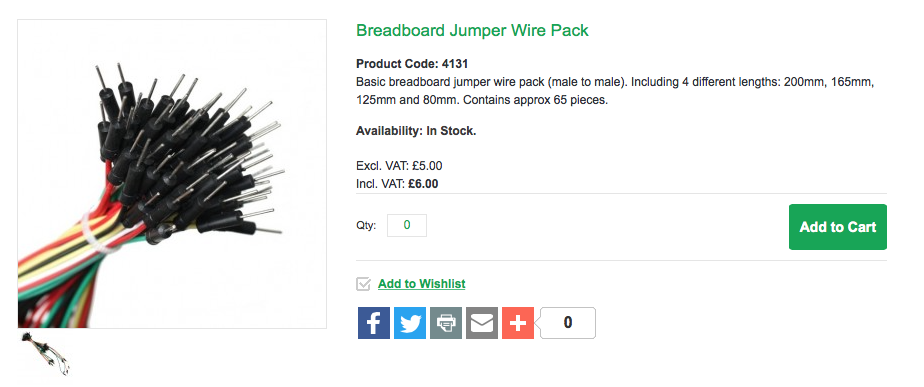 Breadboard Jumper Wire Pack
Product Code: 4131
Basic breadboard jumper wire pack (male to male). Including 4 different lengths: 200mm, 165mm,
125mm and 80mm. Contains approx 65 pieces.
Availability: In Stock.
Excl. VAT: £5.00
Incl. VAT: £6.00
Qty: 0
Add to Cart
Add to Wishlist
0